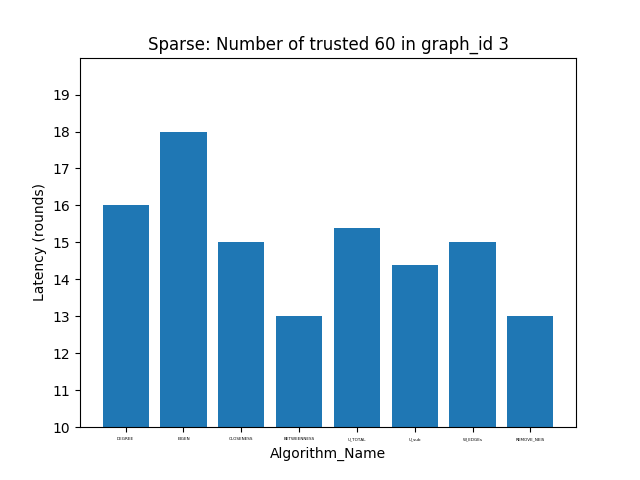 Sparse: Number of trusted 60 in graph_id 3
Latency (rounds)
19
18
17
16
15
14
13
12
11
10
DEGREE EIGEN CLOSENESS BETWEENNESS U_TOTAL U_sub W_EDGEs REMOVE_NEIS
Algorithm_Name